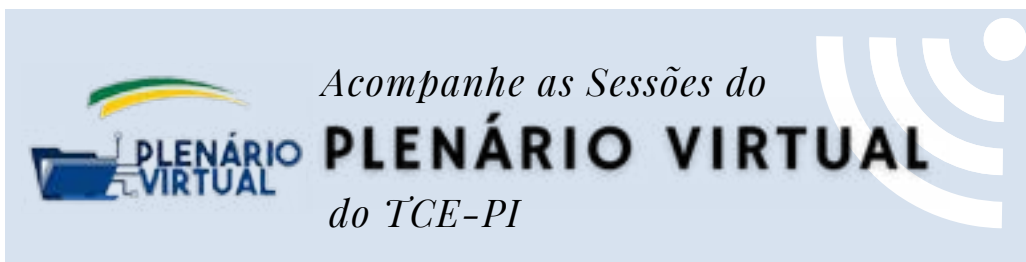 PLENÁRIO
VIRTUAL
Acompanhe as Sessões do
PLENÁRIO VIRTUAL
do TCE-PI